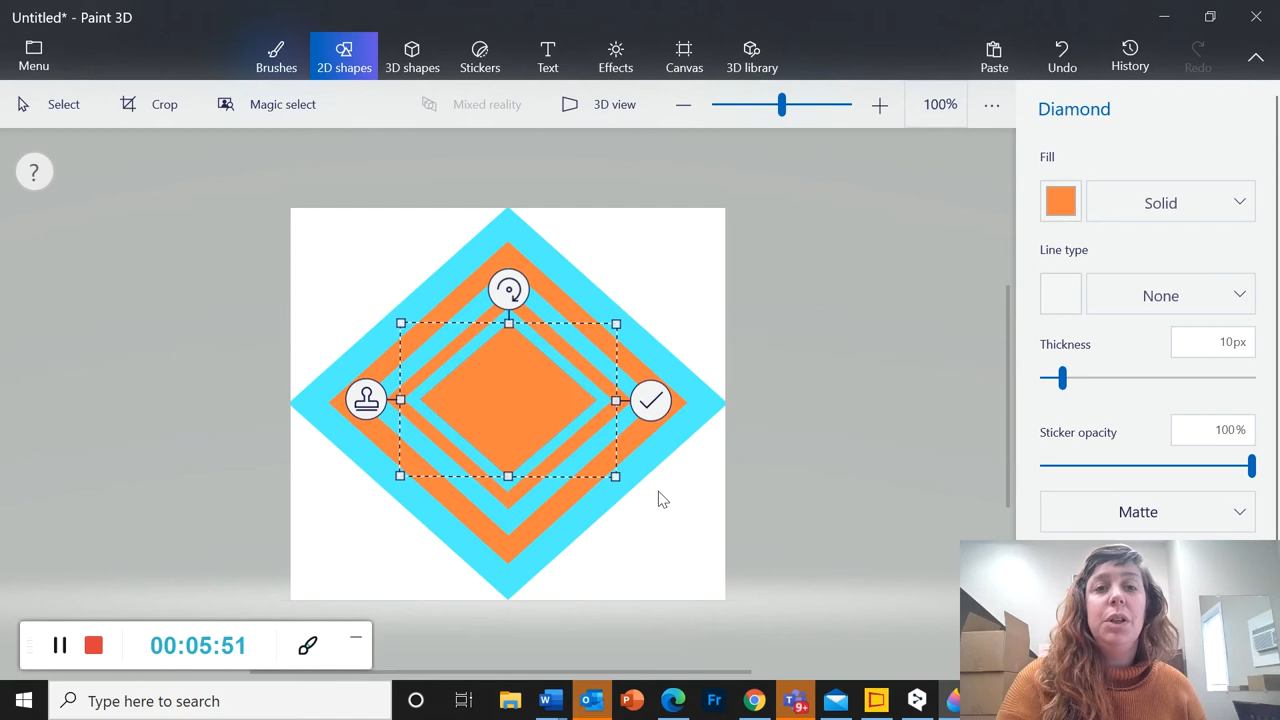 Untitled* - Paint 3D
Menu
Brushes
2D shapes
3D shapes
Stickers
Text
Effects
Canvas
3D library
Paste
Undo
History
Redo
Select
Crop
Magic select
Mixed reality
3D view
100%
Diamond
?
Fill
Solid
Line type
None
Thickness
10px
Sticker opacity
100%
Matte
00:05:51
Type here to search
W
P
Fr
9+